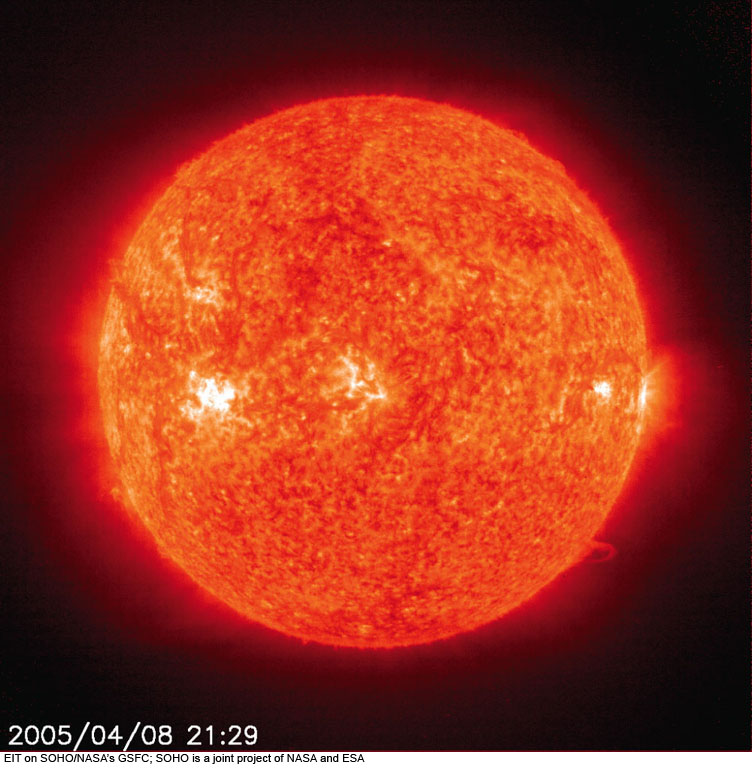 2005/04/08 21:29
EIT on SOHO/NASA's GSFC; SOHO is a joint project of NASA and ESA